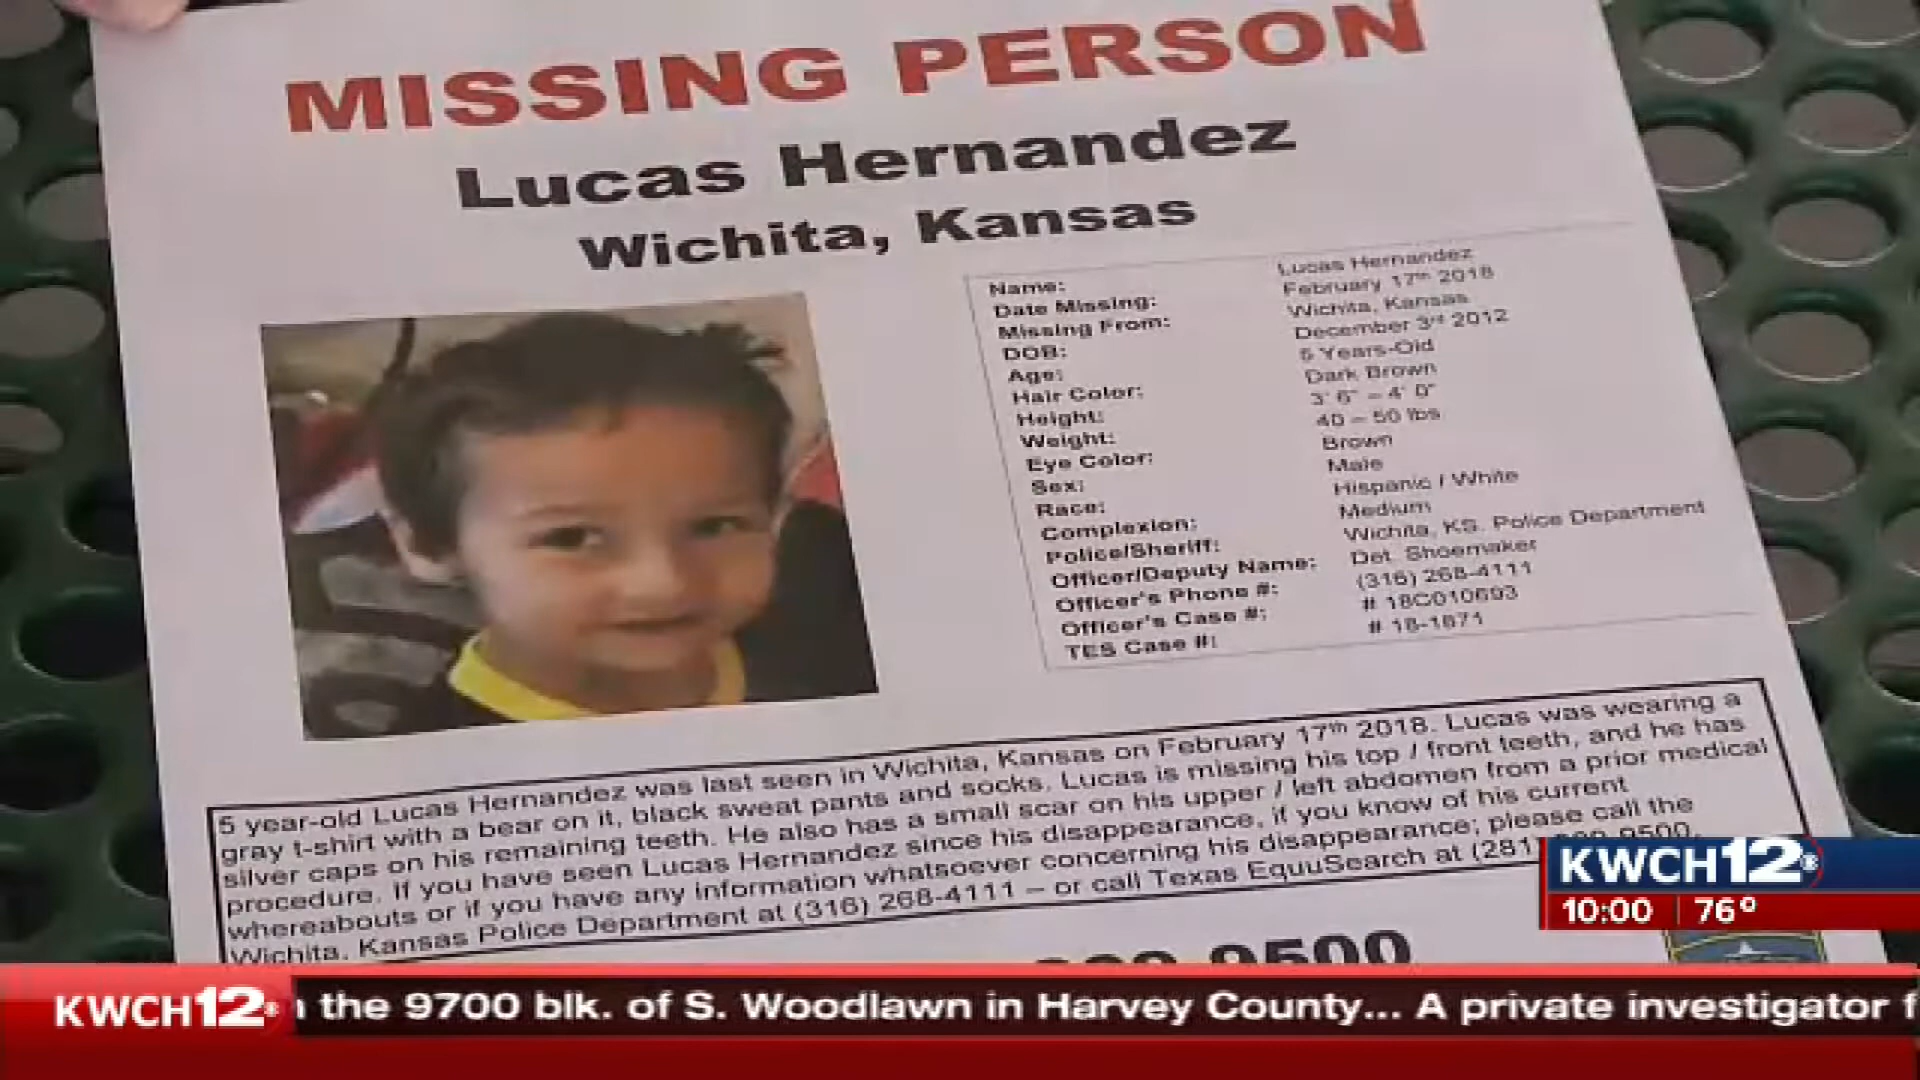 MISSING PERSON
Lucas Hernandez
Wichita, Kansas
Name: Lucas Hernandez
Date Missing: February 17th 2018
Missing From: Wichita, Kansas
DOB: December 3rd 2012
Age: 5 Years-Old
Hair Color: Dark Brown
Height: 3' 6" – 4' 0"
Weight: 40 – 50 lbs
Eye Color: Brown
Sex: Male
Race: Hispanic / White
Complexion: Medium
Police/Sheriff: Wichita, KS. Police Department
Officer/Deputy Name: Det. Shoemaker
Officer's Phone #: (316) 268-4111
Officer's Case #: # 18C010693
TES Case #: # 18-1671
5 year-old Lucas Hernandez was last seen in Wichita, Kansas on February 17th 2018. Lucas was wearing a
gray t-shirt with a bear on it, black sweat pants and socks. Lucas is missing his top / front teeth, and he has
silver caps on his remaining teeth. He also has a small scar on his upper / left abdomen from a prior medical
procedure. If you have seen Lucas Hernandez since his disappearance, if you know of his current
whereabouts or if you have any information whatsoever concerning his disappearance; please call the
Wichita, Kansas Police Department at (316) 268-4111 – or call Texas EquuSearch at (281) 9500.
9500
KWCH12
10:00 76°
KWCH12 the 9700 blk. of S. Woodlawn in Harvey County... A private investigator f